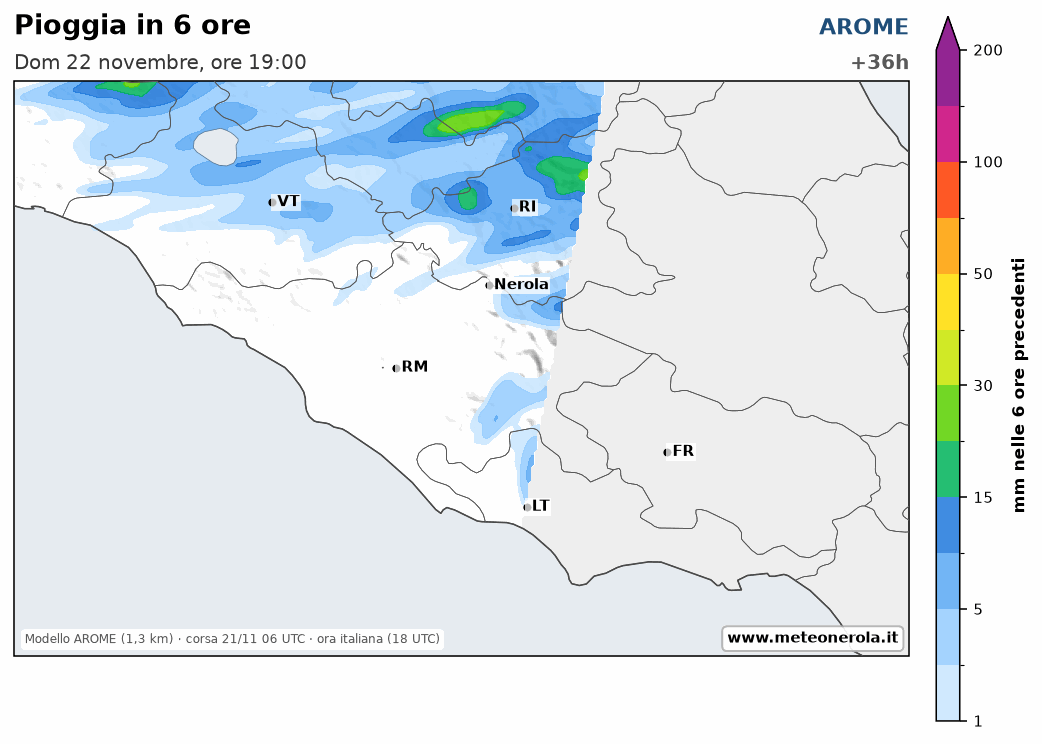 Pioggia in 6 ore
AROME
Dom 22 novembre, ore 19:00
+36h
200
100
50
30
15
5
1
mm nelle 6 ore precedenti
VT
RI
Nerola
RM
FR
LT
Modello AROME (1,3 km) · corsa 21/11 06 UTC · ora italiana (18 UTC)
www.meteonerola.it